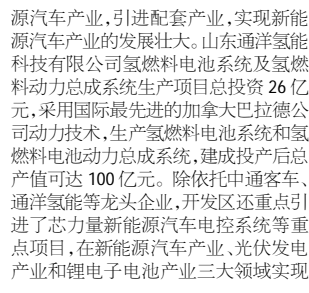 源汽车产业,引进配套产业,实现新能
源汽车产业的发展壮大。山东通洋氢能
科技有限公司氢燃料电池系统及氢燃
料动力总成系统生产项目总投资 26 亿
元,采用国际最先进的加拿大巴拉德公
司动力技术,生产氢燃料电池系统和氢
燃料电池动力总成系统,建成投产后总
产值可达 100 亿元。除依托中通客车、
通洋氢能等龙头企业,开发区还重点引
进了芯力量新能源汽车电控系统等重
点项目,在新能源汽车产业、光伏发电
产业和锂电子电池产业三大领域实现